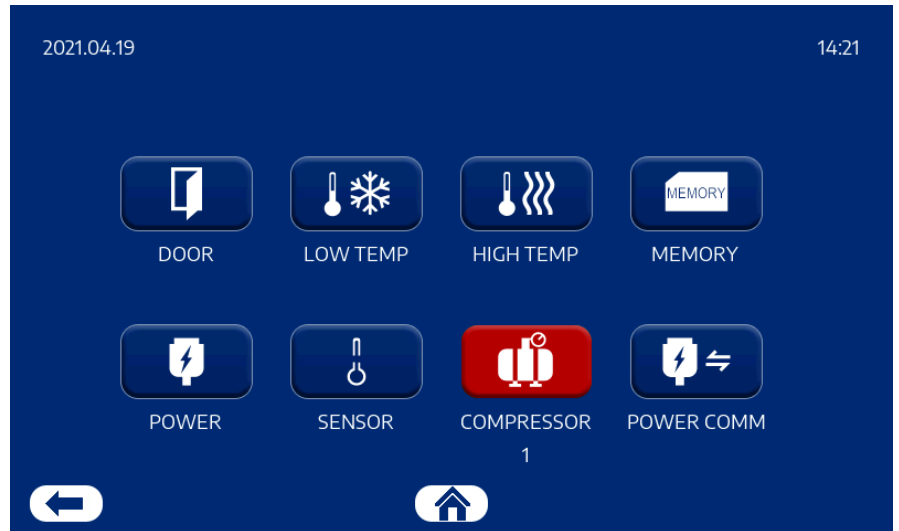 2021.04.19 14:21
MEMORY
DOOR LOW TEMP HIGH TEMP MEMORY
POWER SENSOR COMPRESSOR POWER COMM
1